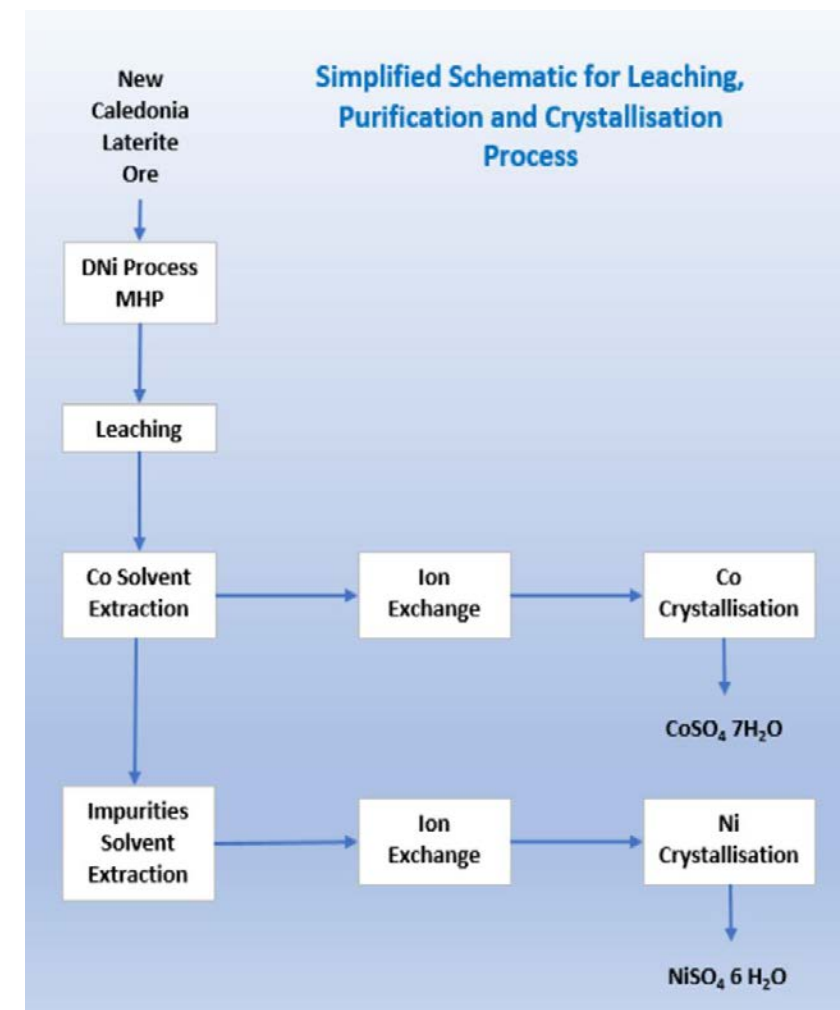 New
Caledonia
Laterite
Ore
Simplified Schematic for Leaching,
Purification and Crystallisation
Process
DNi Process
MHP
Leaching
Co Solvent
Extraction
Ion
Exchange
Co
Crystallisation
CoSO₄ 7H₂O
Impurities
Solvent
Extraction
Ion
Exchange
Ni
Crystallisation
NiSO₄ 6 H₂O